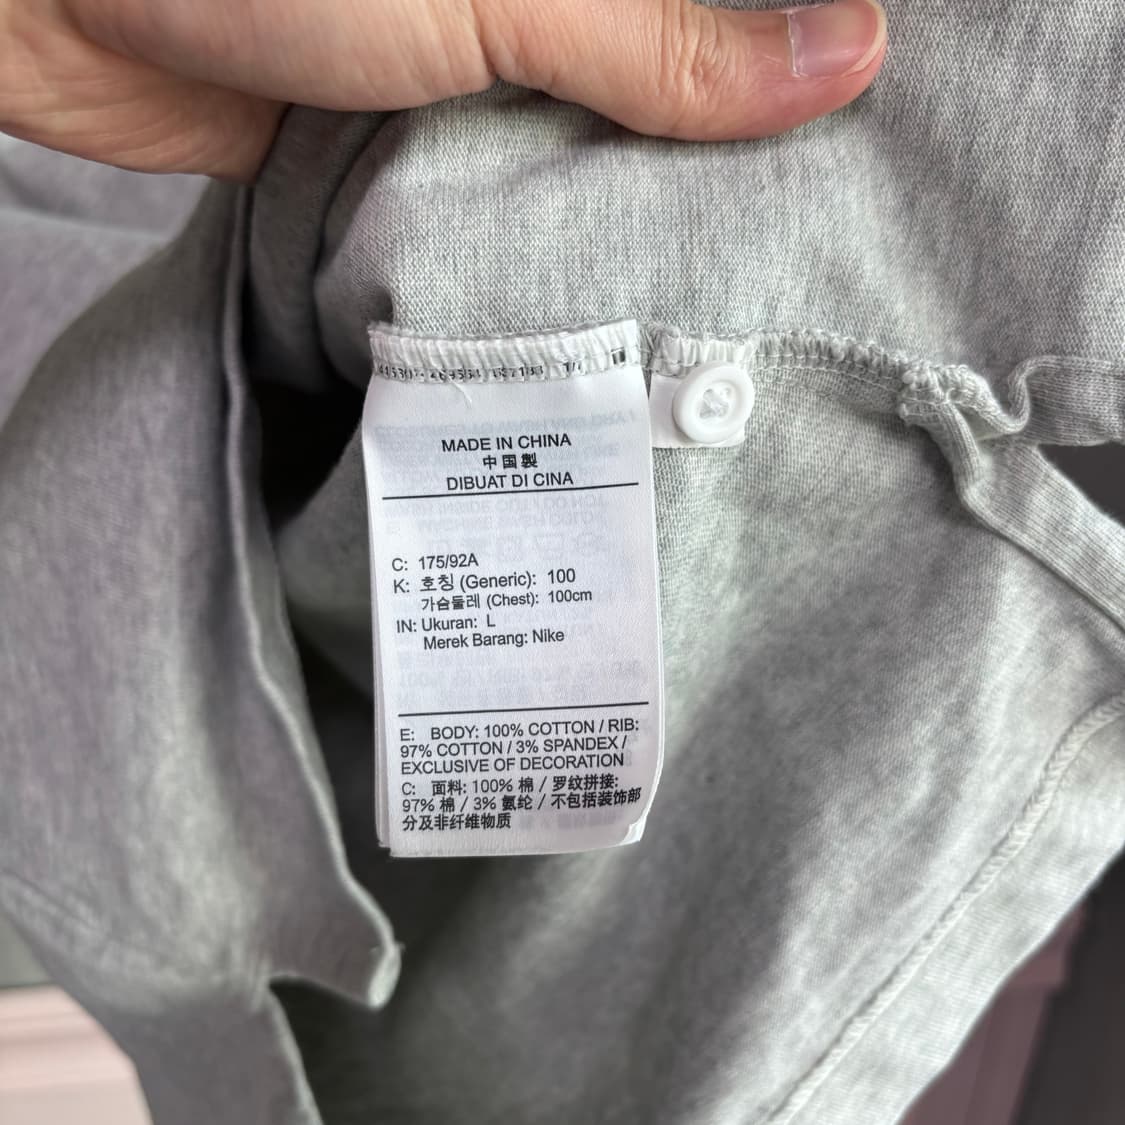 MADE IN CHINA
中国製
DIBUAT DI CINA
C: 175/92A
K: 호칭 (Generic): 100
가슴둘레 (Chest): 100cm
IN: Ukuran: L
Merek Barang: Nike
E: BODY: 100% COTTON / RIB:
97% COTTON / 3% SPANDEX /
EXCLUSIVE OF DECORATION
C: 面料: 100% 棉 / 罗纹拼接:
97% 棉 / 3% 氨纶 / 不包括装饰部
分及非纤维物质